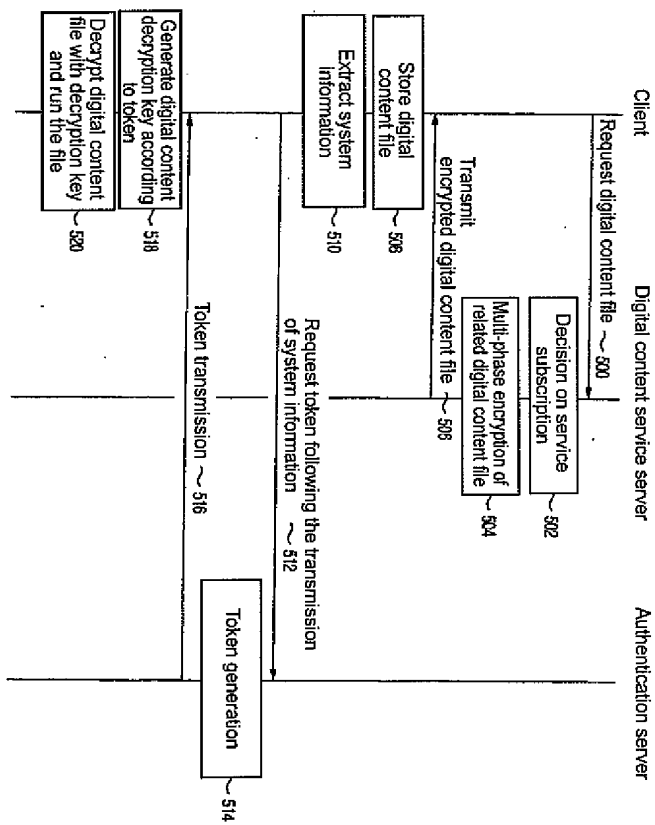 Client
Digital content service server
Authentication server
Request digital content file ~ 500
Decision on service
subscription
~ 502
Multi-phase encryption of
related digital content file
~ 504
Transmit
encrypted digital content file ~ 508
Store digital
content file
~ 506
Extract system
information
~ 510
Request token following the transmission
of system information ~ 512
Token generation
~ 514
Token transmission ~ 516
Generate digital content
decryption key according
to token
~ 518
Decrypt digital content
file with decryption key
and run the file
~ 520